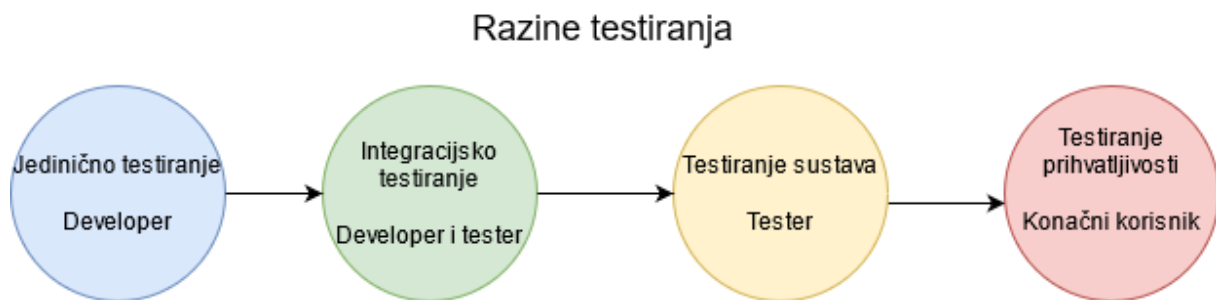 Razine testiranja
Jedinično testiranje
Developer
Integracijsko
testiranje
Developer i tester
Testiranje sustava
Tester
Testiranje
prihvatljivosti
Konačni korisnik